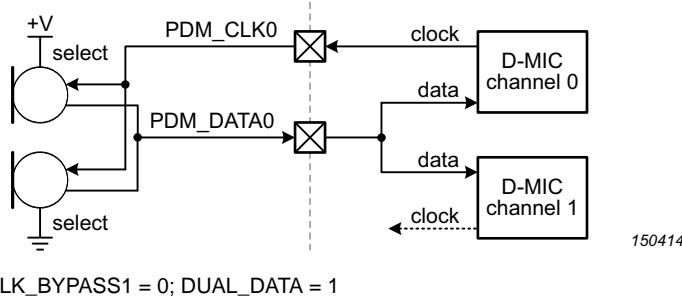 +V
select
PDM_CLK0
clock
D-MIC
channel 0
data
PDM_DATA0
data
D-MIC
channel 1
clock
select
150414
LK_BYPASS1 = 0; DUAL_DATA = 1